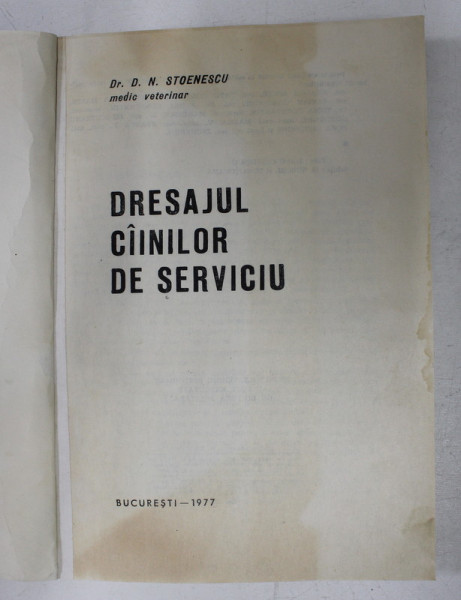 Dr. D. N. STOENESCU
medic veterinar
DRESAJUL
CÎINILOR
DE SERVICIU
BUCUREŞTI — 1977